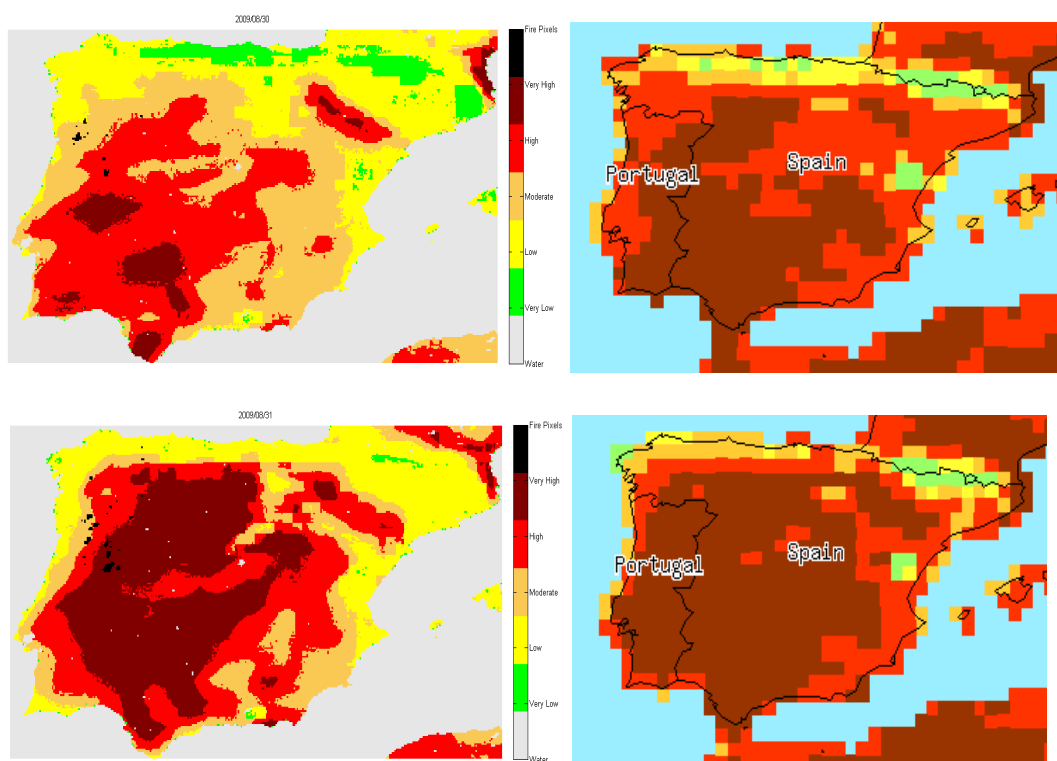 2009/08/30
Fire Pixels
Very High
High
Moderate
Low
Very Low
Water
Portugal
Spain
2009/08/31
Fire Pixels
Very High
High
Moderate
Low
Very Low
Water
Portugal
Spain